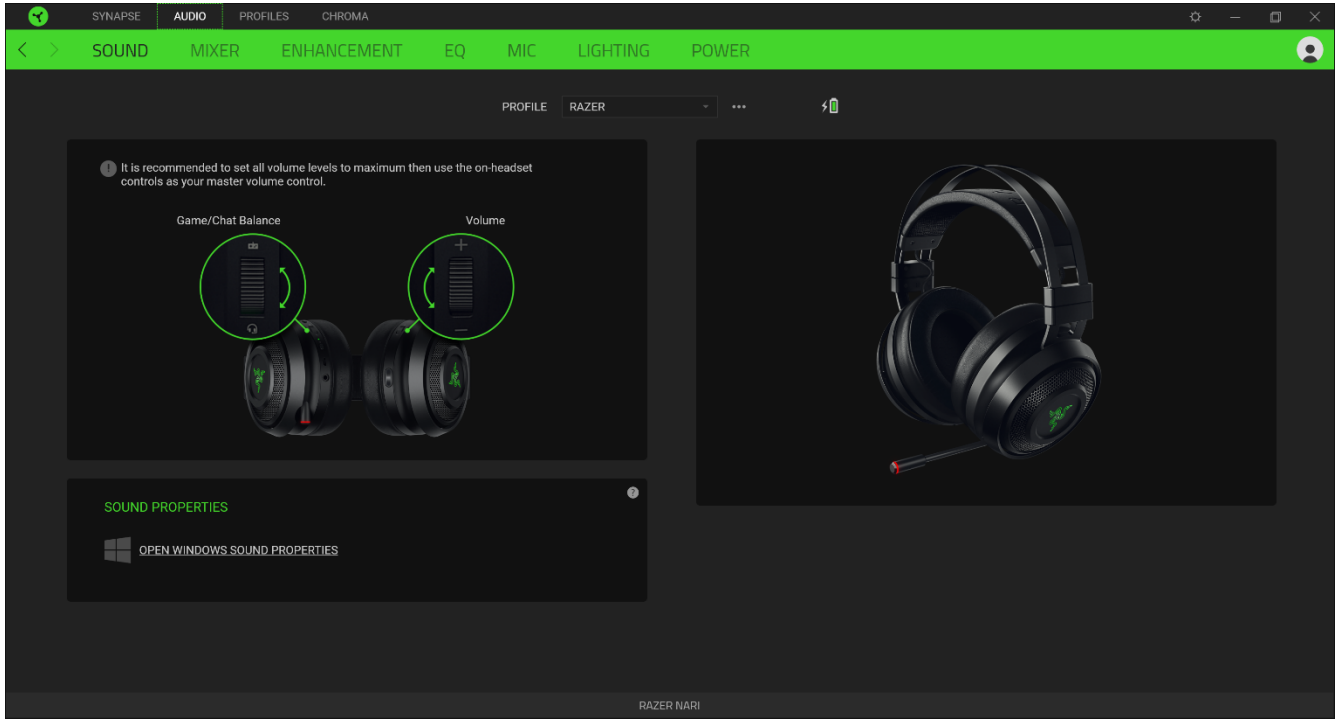 SYNAPSE AUDIO PROFILES CHROMA
SOUND MIXER ENHANCEMENT EQ MIC LIGHTING POWER
PROFILE RAZER
It is recommended to set all volume levels to maximum then use the on-headset
controls as your master volume control.
Game/Chat Balance Volume
SOUND PROPERTIES
OPEN WINDOWS SOUND PROPERTIES
RAZER NARI